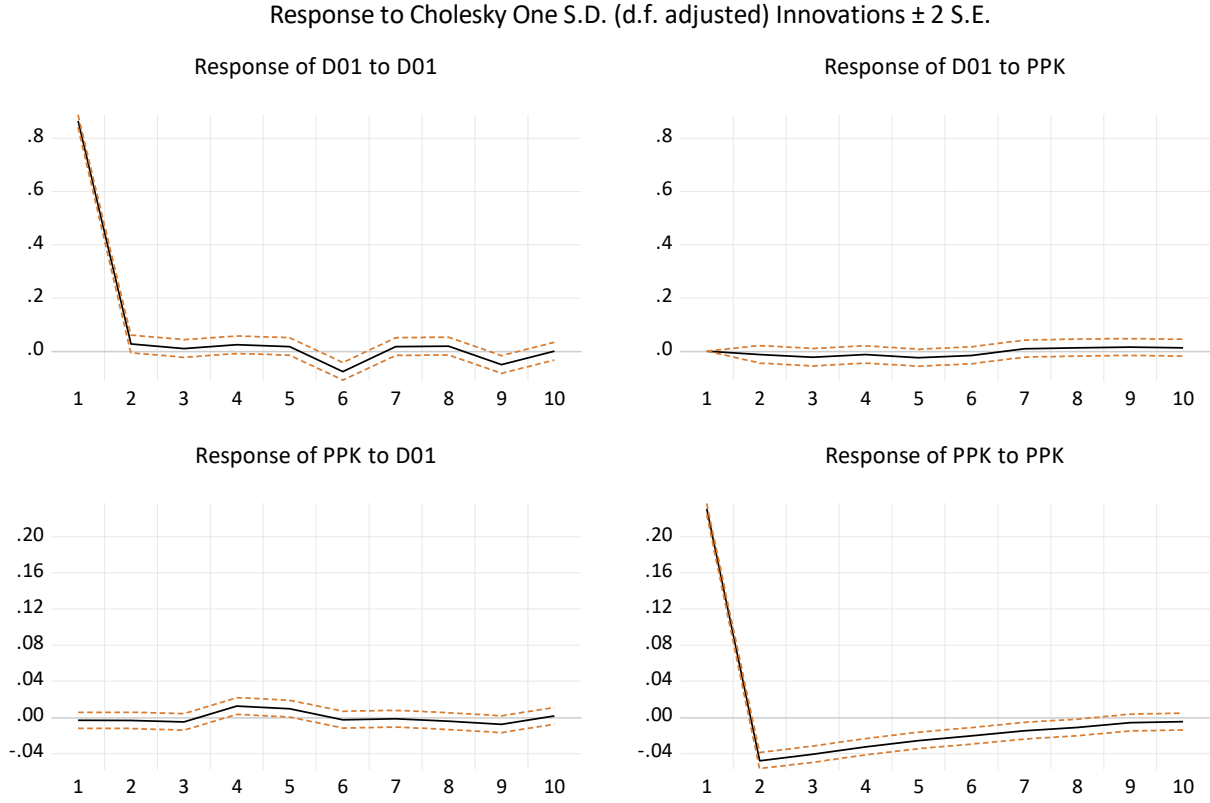 Response to Cholesky One S.D. (d.f. adjusted) Innovations ± 2 S.E.
Response of D01 to D01
.8
.6
.4
.2
.0
1 2 3 4 5 6 7 8 9 10
Response of D01 to PPK
.8
.6
.4
.2
.0
1 2 3 4 5 6 7 8 9 10
Response of PPK to D01
.20
.16
.12
.08
.04
.00
-.04
1 2 3 4 5 6 7 8 9 10
Response of PPK to PPK
.20
.16
.12
.08
.04
.00
-.04
1 2 3 4 5 6 7 8 9 10